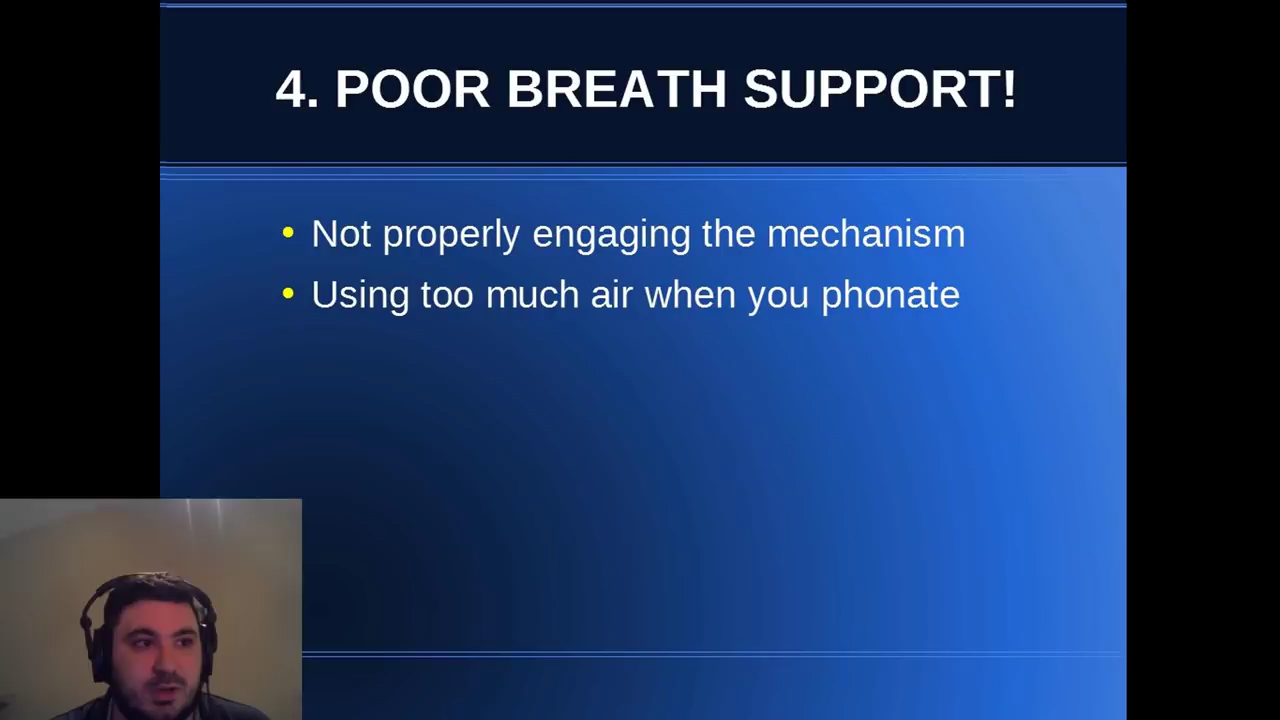 4. POOR BREATH SUPPORT!
Not properly engaging the mechanism
Using too much air when you phonate